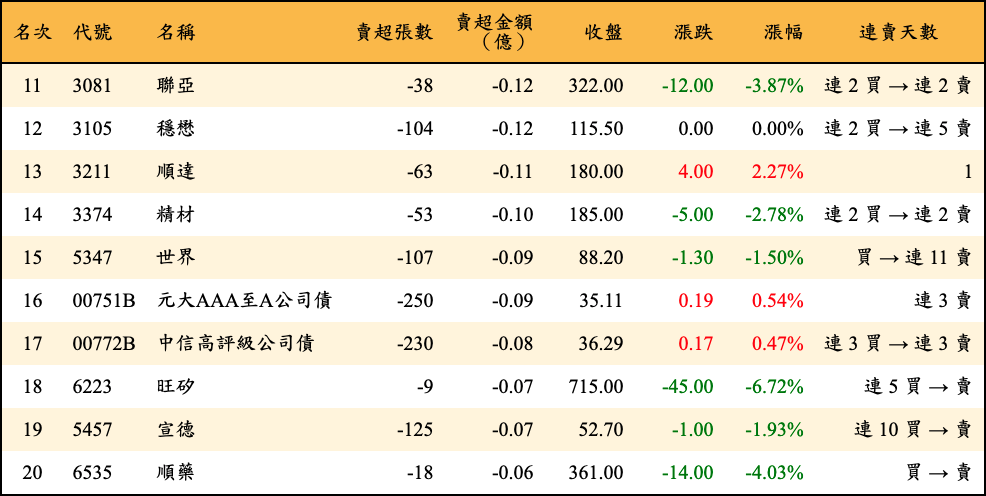 名次 代號 名稱 賣超張數 賣超金額（億） 收盤 漲跌 漲幅 連賣天數
11 3081 聯亞 -38 -0.12 322.00 -12.00 -3.87% 連 2 買 → 連 2 賣
12 3105 穩懋 -104 -0.12 115.50 0.00 0.00% 連 2 買 → 連 5 賣
13 3211 順達 -63 -0.11 180.00 4.00 2.27% 1
14 3374 精材 -53 -0.10 185.00 -5.00 -2.78% 連 2 買 → 連 2 賣
15 5347 世界 -107 -0.09 88.20 -1.30 -1.50% 買 → 連 11 賣
16 00751B 元大AAA至A公司債 -250 -0.09 35.11 0.19 0.54% 連 3 賣
17 00772B 中信高評級公司債 -230 -0.08 36.29 0.17 0.47% 連 3 買 → 連 3 賣
18 6223 旺矽 -9 -0.07 715.00 -45.00 -6.72% 連 5 買 → 賣
19 5457 宣德 -125 -0.07 52.70 -1.00 -1.93% 連 10 買 → 賣
20 6535 順藥 -18 -0.06 361.00 -14.00 -4.03% 買 → 賣